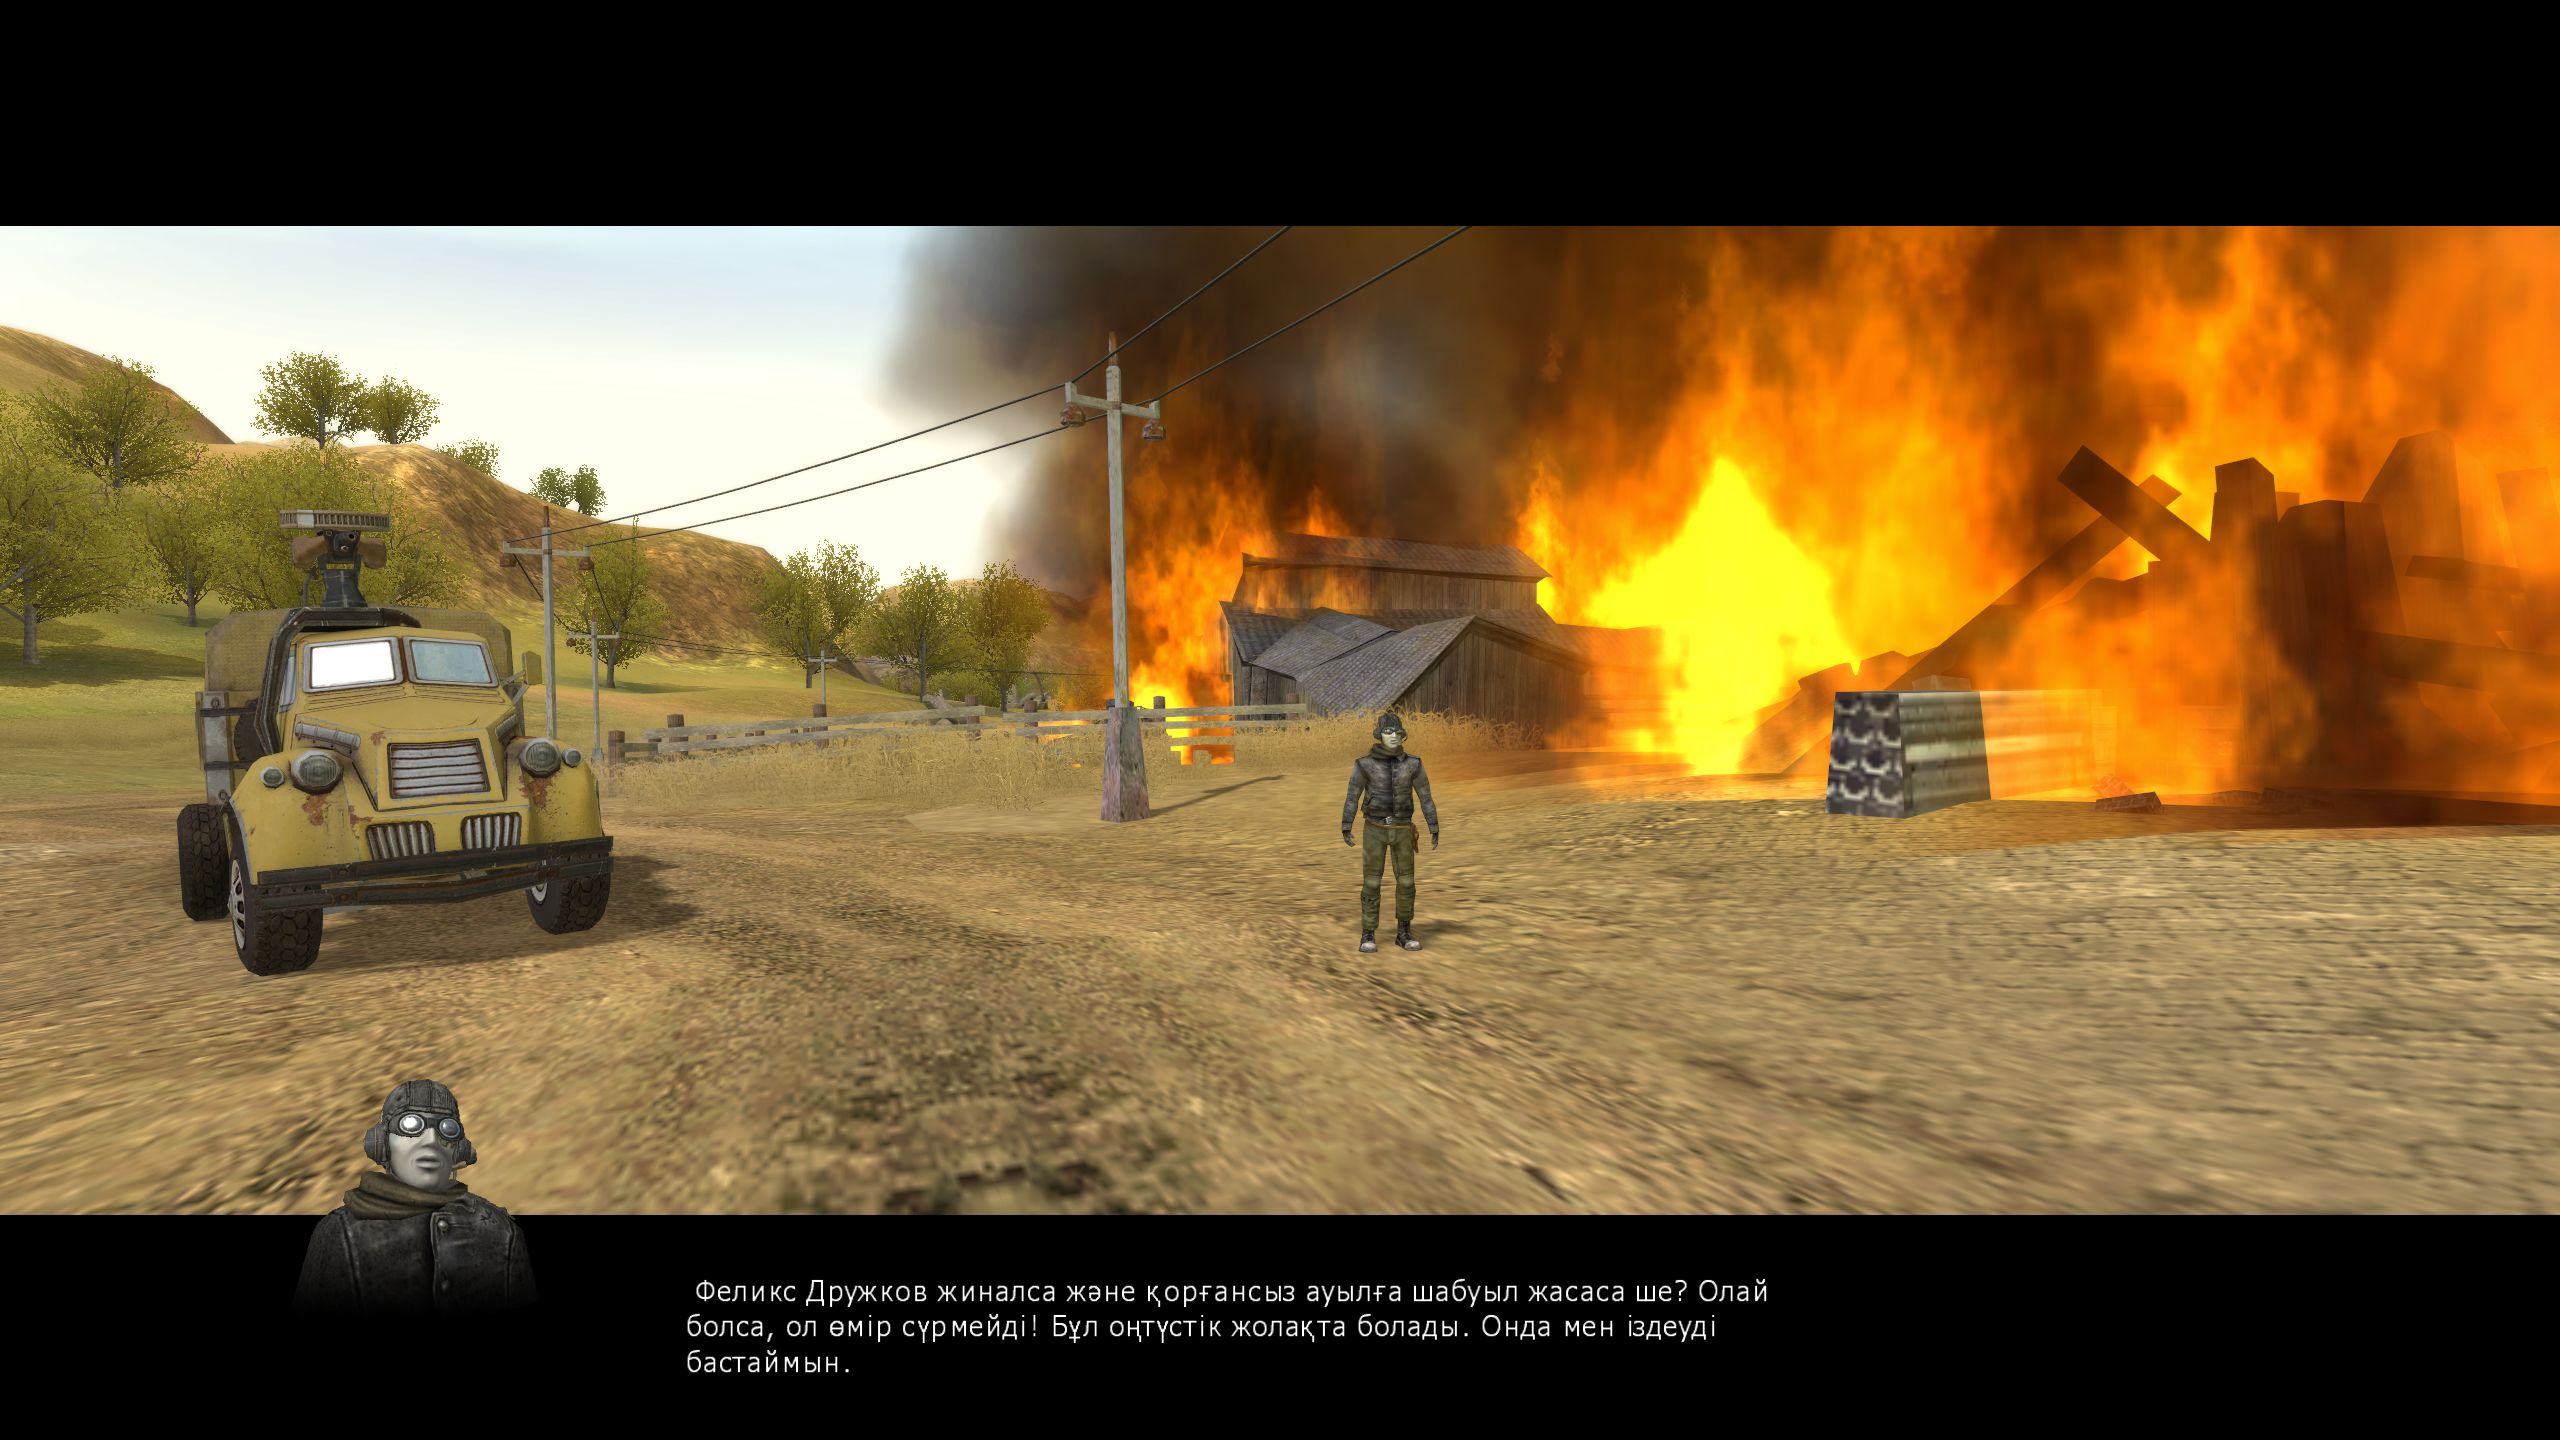 Феликс Дружков жиналса және қорғансыз ауылға шабуыл жасаса ше? Олай
болса, ол өмір сүрмейді! Бұл оңтүстік жолақта болады. Онда мен іздеуді
бастаймын.